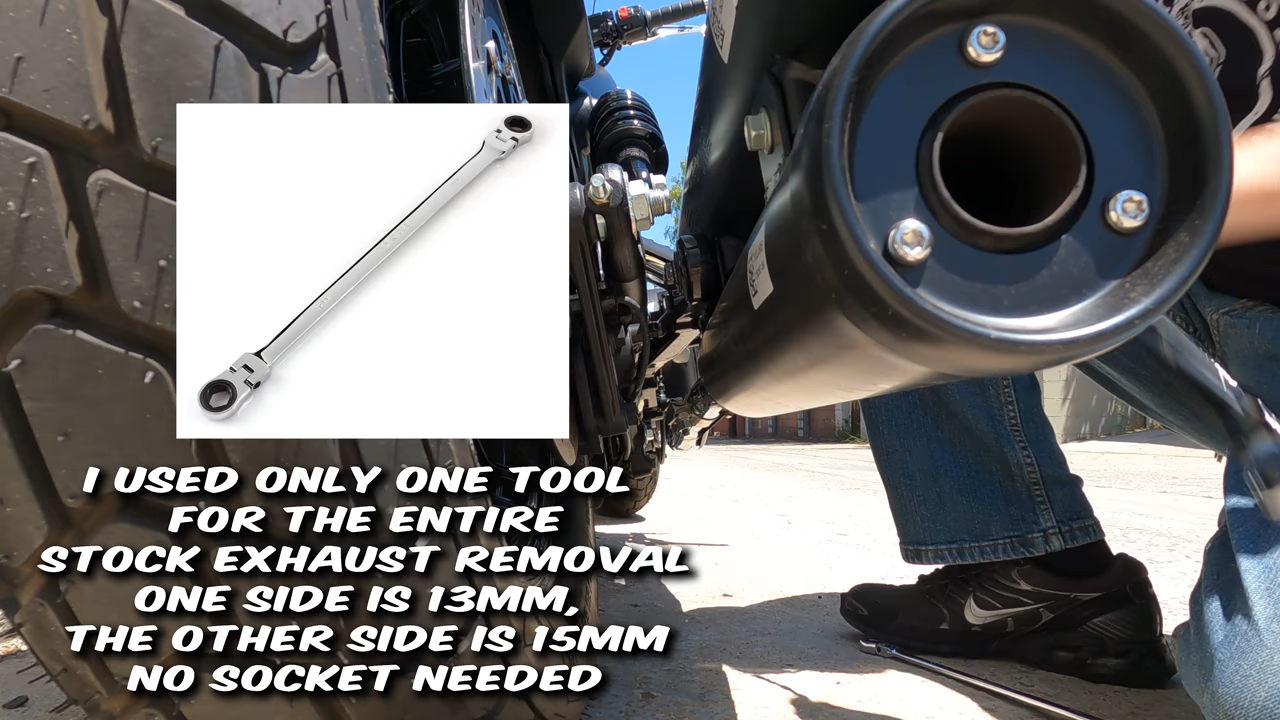 I USED ONLY ONE TOOL
FOR THE ENTIRE
STOCK EXHAUST REMOVAL
ONE SIDE IS 13MM,
THE OTHER SIDE IS 15MM
NO SOCKET NEEDED